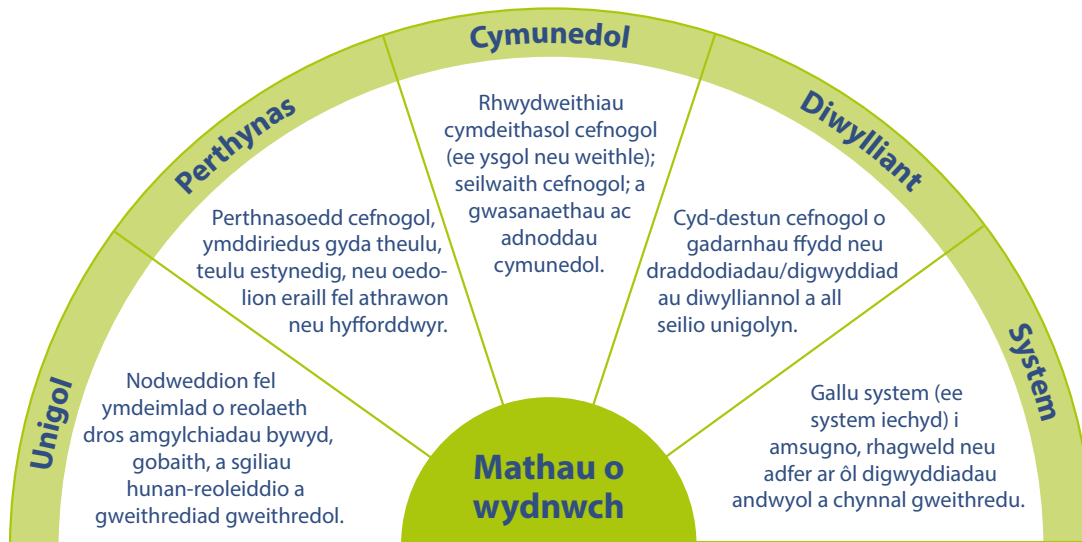 Unigol
Nodweddion fel
ymdeimlad o reolaeth
dros amgylchiadau bywyd,
gobaith, a sgiliau
hunan-reoleiddio a
gweithrediad gweithredol.
Perthynas
Perthnasoedd cefnogol,
ymddiriedus gyda theulu,
teulu estynedig, neu oedo-
lion eraill fel athrawon
neu hyfforddwyr.
Cymunedol
Rhwydweithiau
cymdeithasol cefnogol
(ee ysgol neu weithle);
seilwaith cefnogol; a
gwasanaethau ac
adnoddau
cymunedol.
Diwylliant
Cyd-destun cefnogol o
gadarnhau ffydd neu
draddodiadau/digwyddiad
au diwylliannol a all
seilio unigolyn.
System
Gallu system (ee
system iechyd) i
amsugno, rhagweld neu
adfer ar ôl digwyddiadau
andwyol a chynnal gweithredu.
Mathau o
wydnwch